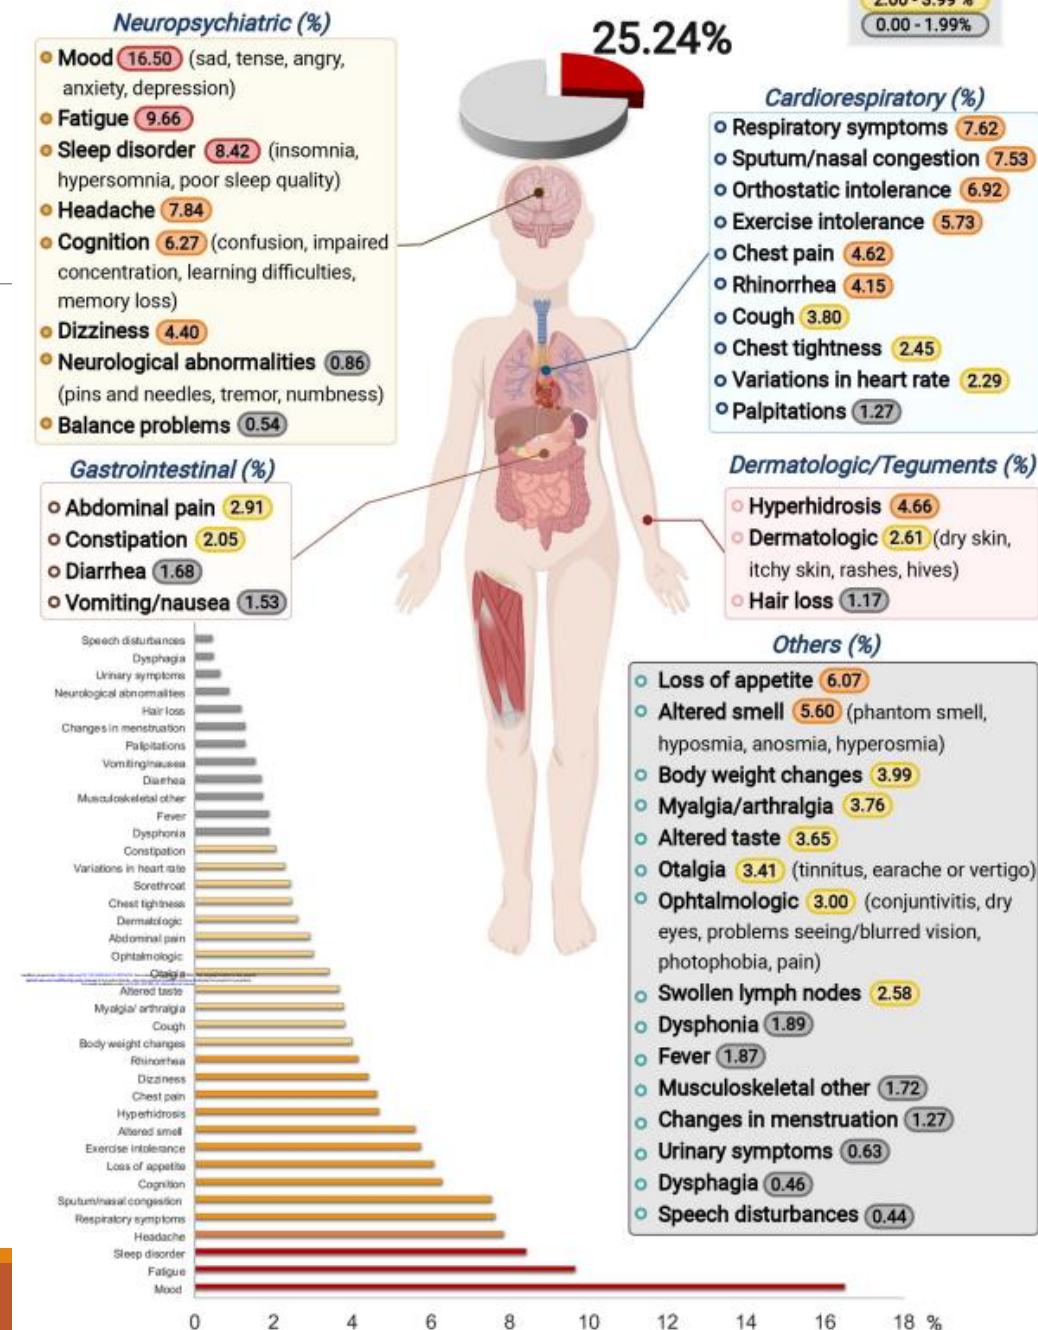 Neuropsychiatric (%)
Mood 16.50 (sad, tense, angry,
anxiety, depression)
Fatigue 9.66
Sleep disorder 8.42 (insomnia,
hypersomnia, poor sleep quality)
Headache 7.84
Cognition 6.27 (confusion, impaired
concentration, learning difficulties,
memory loss)
Dizziness 4.40
Neurological abnormalities 0.86
(pins and needles, tremor, numbness)
Balance problems 0.54
25.24%
2.00 - 3.99 %
0.00 - 1.99%
Cardiorespiratory (%)
Respiratory symptoms 7.62
Sputum/nasal congestion 7.53
Orthostatic intolerance 6.92
Exercise intolerance 5.73
Chest pain 4.62
Rhinorrhea 4.15
Cough 3.80
Chest tightness 2.45
Variations in heart rate 2.29
Palpitations 1.27
Gastrointestinal (%)
Abdominal pain 2.91
Constipation 2.05
Diarrhea 1.68
Vomiting/nausea 1.53
Dermatologic/Teguments (%)
Hyperhidrosis 4.66
Dermatologic 2.61 (dry skin,
itchy skin, rashes, hives)
Hair loss 1.17
Others (%)
Loss of appetite 6.07
Altered smell 5.60 (phantom smell,
hyposmia, anosmia, hyperosmia)
Body weight changes 3.99
Myalgia/arthralgia 3.76
Altered taste 3.65
Otalgia 3.41 (tinnitus, earache or vertigo)
Ophtalmologic 3.00 (conjuntivitis, dry
eyes, problems seeing/blurred vision,
photophobia, pain)
Swollen lymph nodes 2.58
Dysphonia 1.89
Fever 1.87
Musculoskeletal other 1.72
Changes in menstruation 1.27
Urinary symptoms 0.63
Dysphagia 0.46
Speech disturbances 0.44
Speech disturbances
Dysphagia
Urinary symptoms
Neurological abnormalities
Hair loss
Changes in menstruation
Palpitations
Vomiting/nausea
Diarrhea
Musculoskeletal other
Fever
Dysphonia
Constipation
Variations in heart rate
Sorethroat
Chest tightness
Dermatologic
Abdominal pain
Ophtalmologic
Otalgia
Altered taste
Myalgia/ arthralgia
Cough
Body weight changes
Rhinorrhea
Dizziness
Chest pain
Hyperhidrosis
Altered smell
Exercise intolerance
Loss of appetite
Cognition
Sputum/nasal congestion
Respiratory symptoms
Headache
Sleep disorder
Fatigue
Mood
0 2 4 6 8 10 12 14 16 18 %